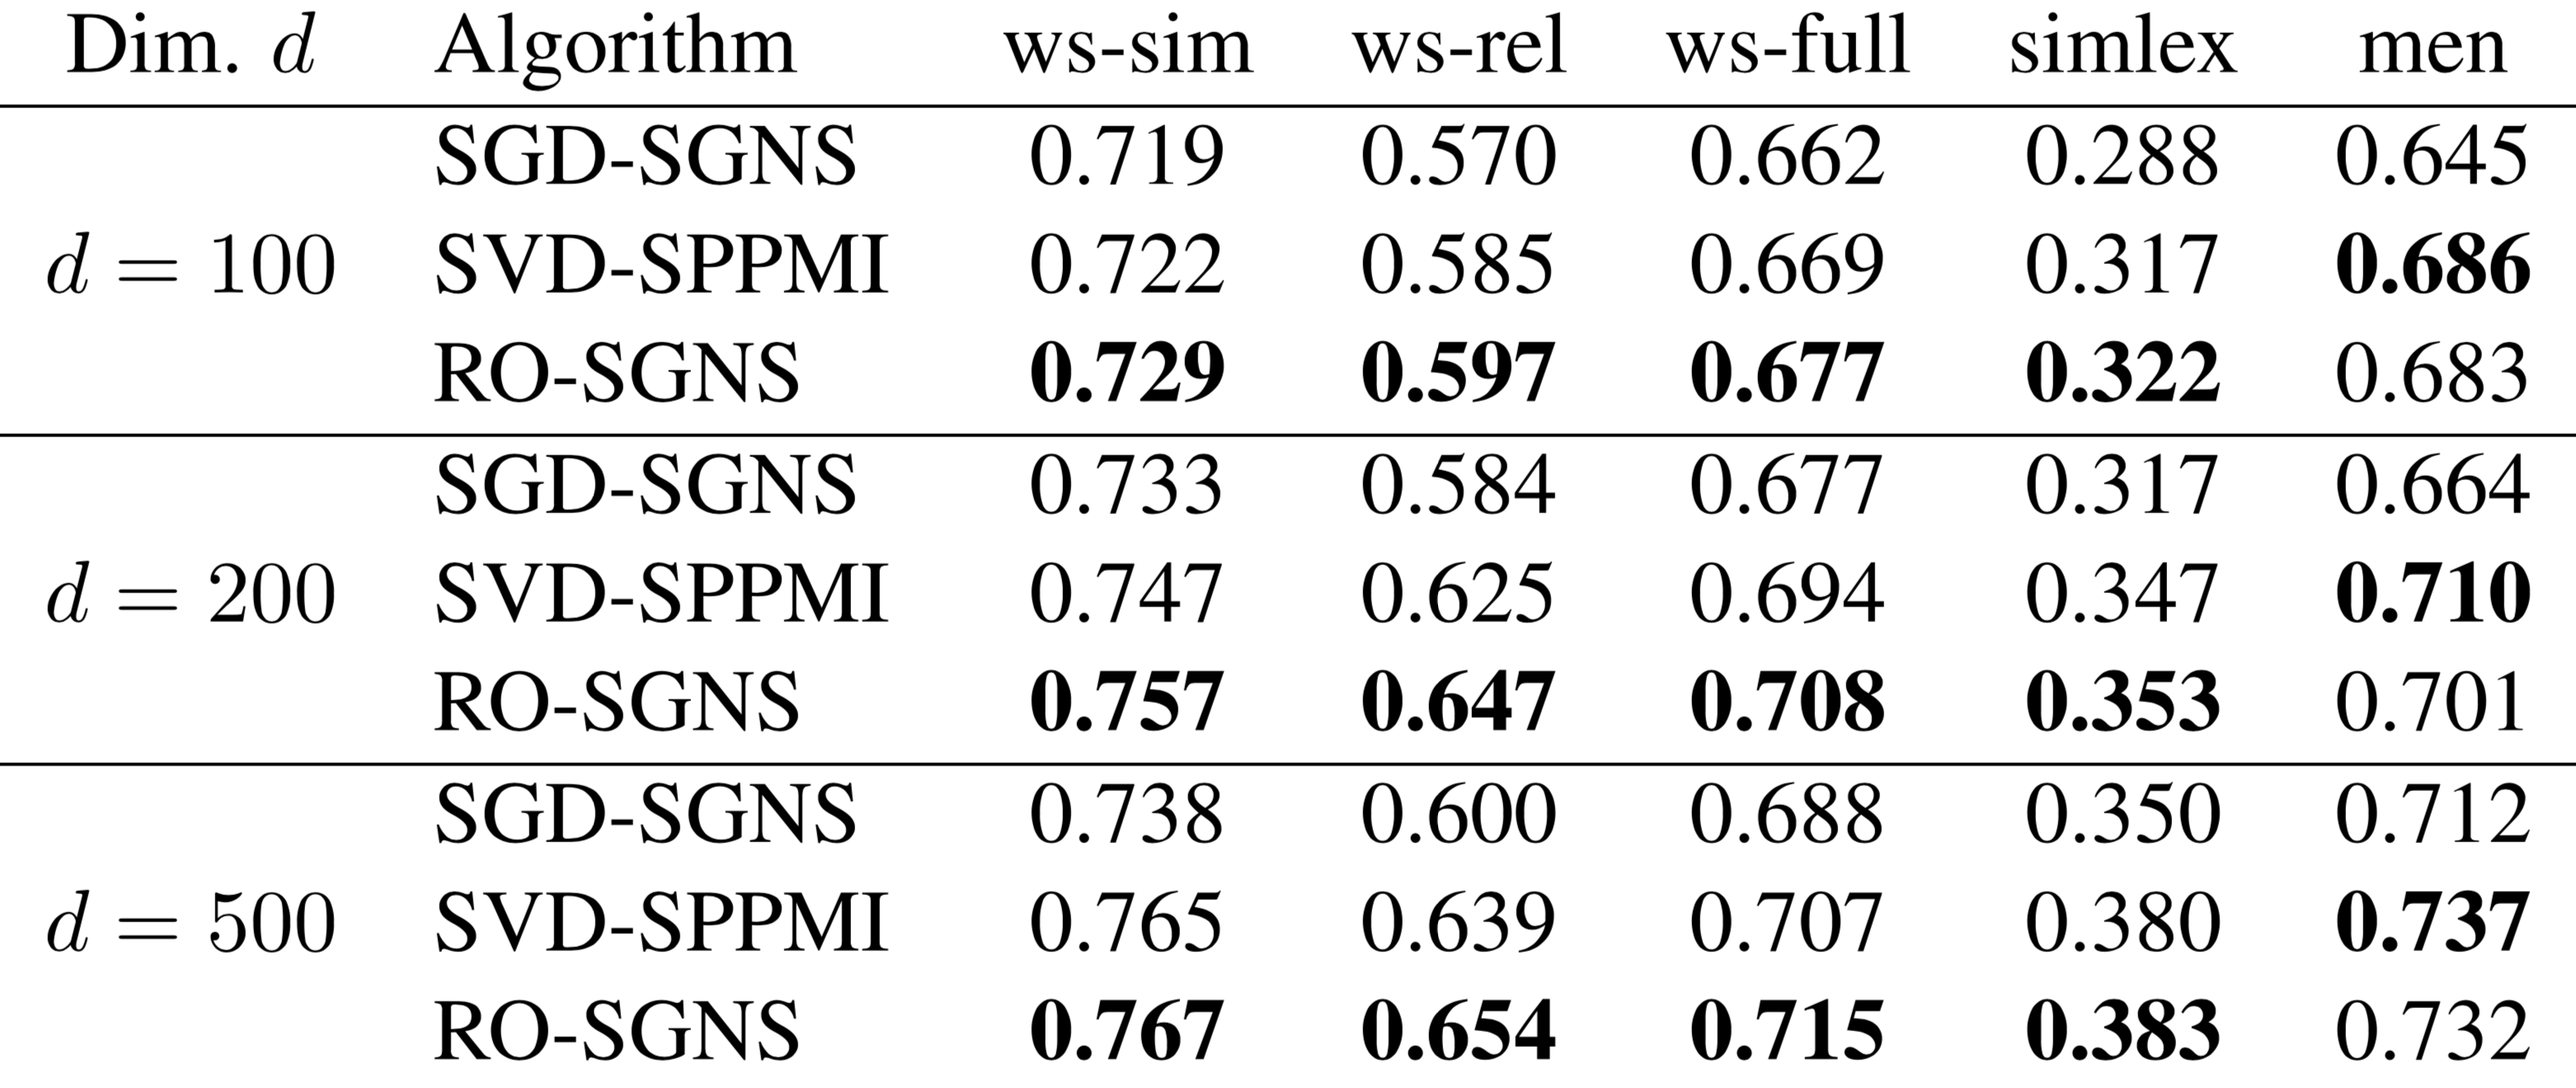 Dim. d Algorithm ws-sim ws-rel ws-full simlex men
SGD-SGNS 0.719 0.570 0.662 0.288 0.645
d = 100 SVD-SPPMI 0.722 0.585 0.669 0.317 0.686
RO-SGNS 0.729 0.597 0.677 0.322 0.683
SGD-SGNS 0.733 0.584 0.677 0.317 0.664
d = 200 SVD-SPPMI 0.747 0.625 0.694 0.347 0.710
RO-SGNS 0.757 0.647 0.708 0.353 0.701
SGD-SGNS 0.738 0.600 0.688 0.350 0.712
d = 500 SVD-SPPMI 0.765 0.639 0.707 0.380 0.737
RO-SGNS 0.767 0.654 0.715 0.383 0.732